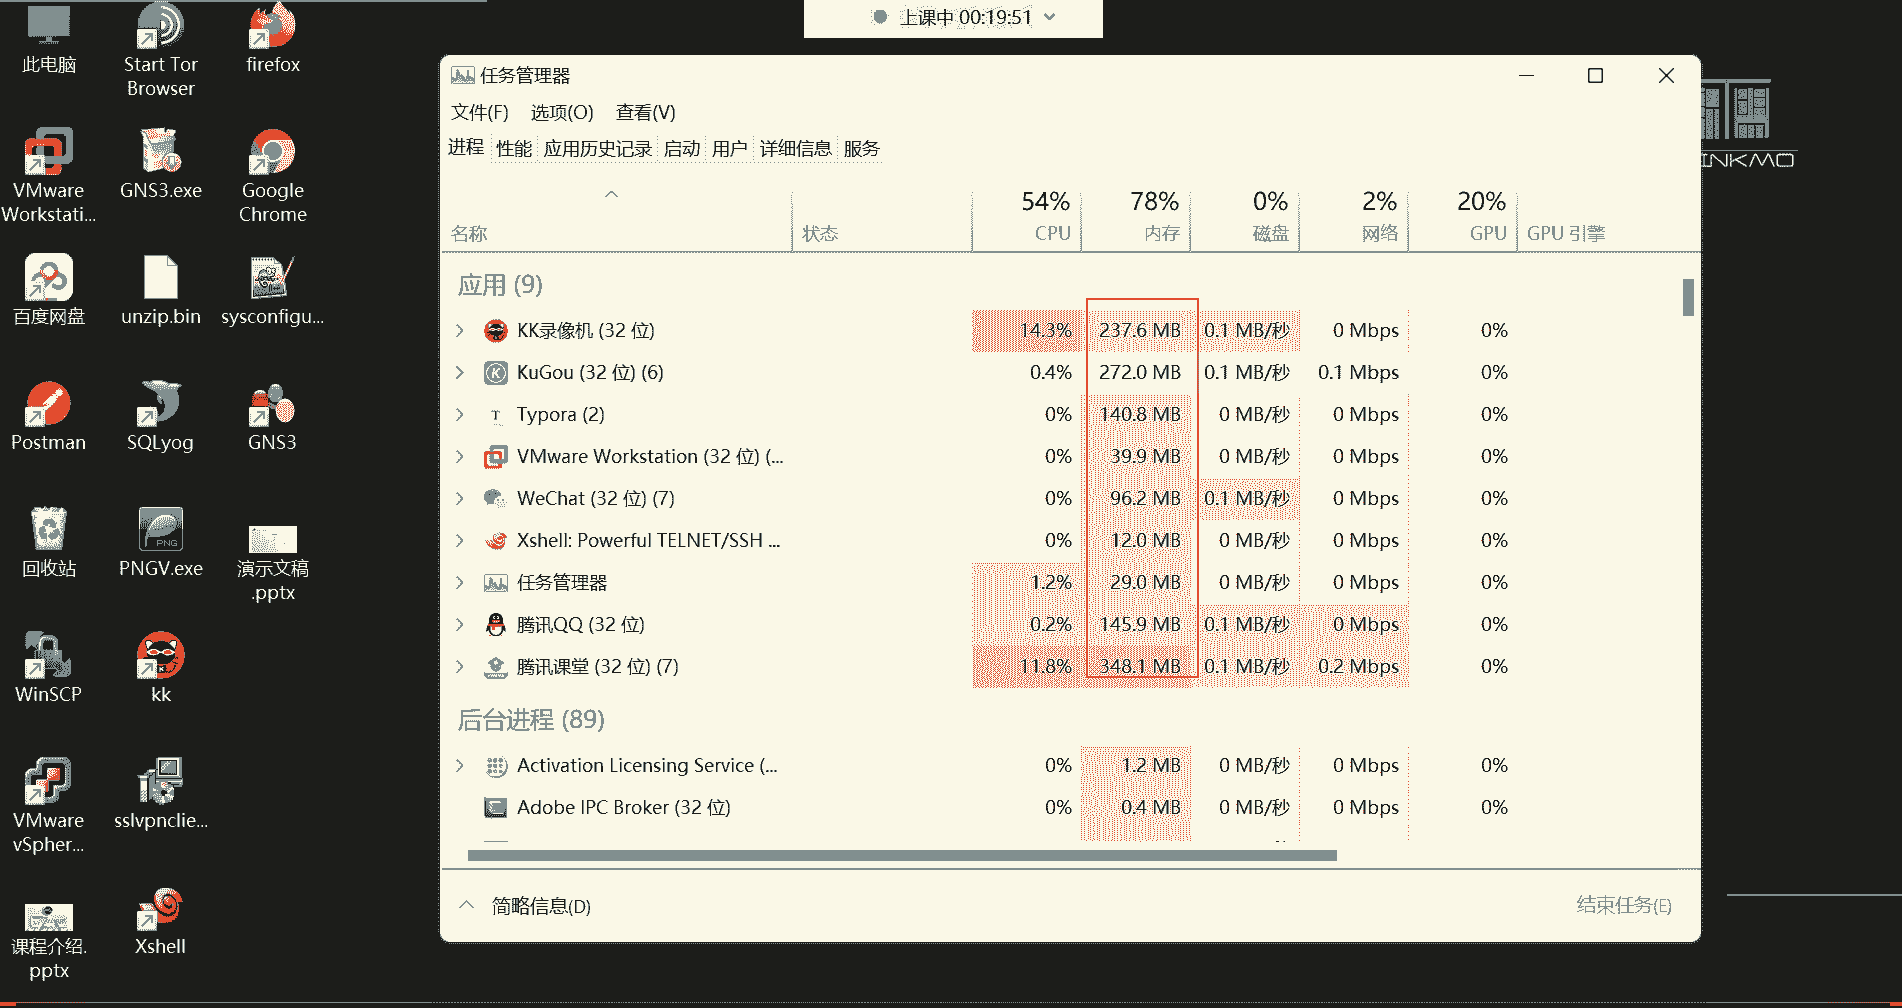 上课中 00:19:51
此电脑
Start Tor
Browser
firefox
VMware
Workstati...
GNS3.exe
Google
Chrome
百度网盘
unzip.bin
sysconfigu...
Postman
SQLyog
GNS3
回收站
PNGV.exe
演示文稿
.pptx
WinSCP
kk
VMware
vSpher...
sslvpnclie...
课程介绍.
pptx
Xshell
INKMO
任务管理器
文件(F) 选项(O) 查看(V)
进程 性能 应用历史记录 启动 用户 详细信息 服务
54% 78% 0% 2% 20%
名称 状态 CPU 内存 磁盘 网络 GPU GPU 引擎
应用 (9)
KK录像机 (32 位) 14.3% 237.6 MB 0.1 MB/秒 0 Mbps 0%
KuGou (32 位) (6) 0.4% 272.0 MB 0.1 MB/秒 0.1 Mbps 0%
Typora (2) 0% 140.8 MB 0 MB/秒 0 Mbps 0%
VMware Workstation (32 位) (... 0% 39.9 MB 0 MB/秒 0 Mbps 0%
WeChat (32 位) (7) 0% 96.2 MB 0.1 MB/秒 0 Mbps 0%
Xshell: Powerful TELNET/SSH ... 0% 12.0 MB 0 MB/秒 0 Mbps 0%
任务管理器 1.2% 29.0 MB 0 MB/秒 0 Mbps 0%
腾讯QQ (32 位) 0.2% 145.9 MB 0.1 MB/秒 0 Mbps 0%
腾讯课堂 (32 位) (7) 11.8% 348.1 MB 0.1 MB/秒 0.2 Mbps 0%
后台进程 (89)
Activation Licensing Service (... 0% 1.2 MB 0 MB/秒 0 Mbps 0%
Adobe IPC Broker (32 位) 0% 0.4 MB 0 MB/秒 0 Mbps 0%
简略信息(D)
结束任务(E)